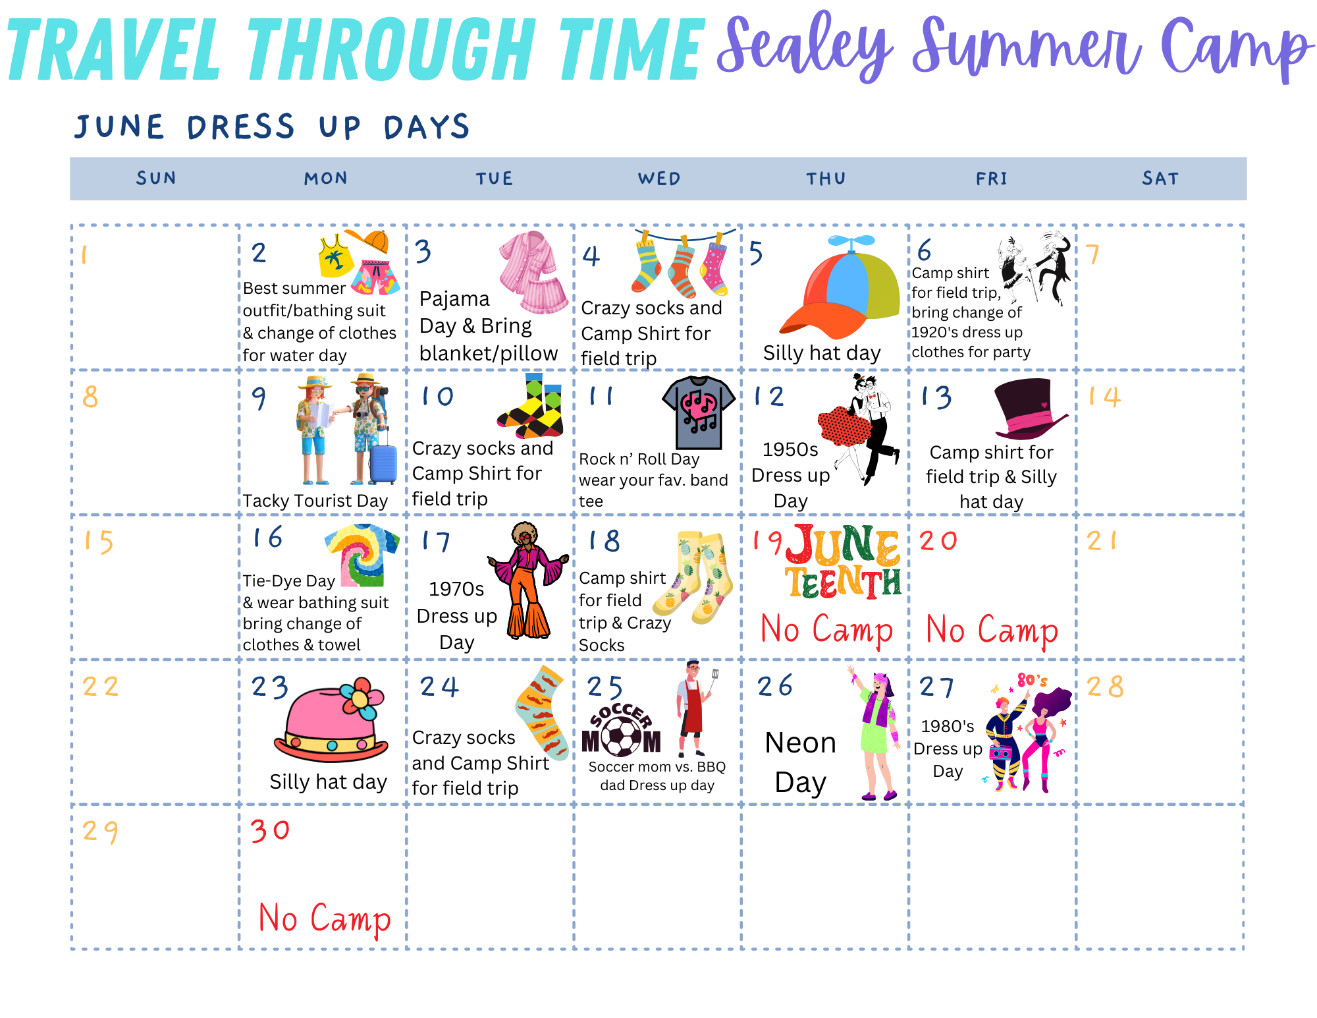 TRAVEL THROUGH TIME Sealey Summer Camp
JUNE DRESS UP DAYS
SUN MON TUE WED THU FRI SAT
1
2
Best summer
outfit/bathing suit
& change of clothes
for water day
3
Pajama
Day & Bring
blanket/pillow
4
Crazy socks and
Camp Shirt for
field trip
5
Silly hat day
6
Camp shirt
for field trip,
bring change of
1920's dress up
clothes for party
7
8
9
Tacky Tourist Day
10
Crazy socks and
Camp Shirt for
field trip
11
Rock n' Roll Day
wear your fav. band
tee
12
1950s
Dress up
Day
13
Camp shirt for
field trip & Silly
hat day
14
15
16
Tie-Dye Day
& wear bathing suit
bring change of
clothes & towel
17
1970s
Dress up
Day
18
Camp shirt
for field
trip & Crazy
Socks
19
JUNE
TEENTH
No Camp
20
No Camp
21
22
23
Silly hat day
24
Crazy socks
and Camp Shirt
for field trip
25
SOCCER
MOM
Soccer mom vs. BBQ
dad Dress up day
26
Neon
Day
27
80's
1980's
Dress up
Day
28
29
30
No Camp